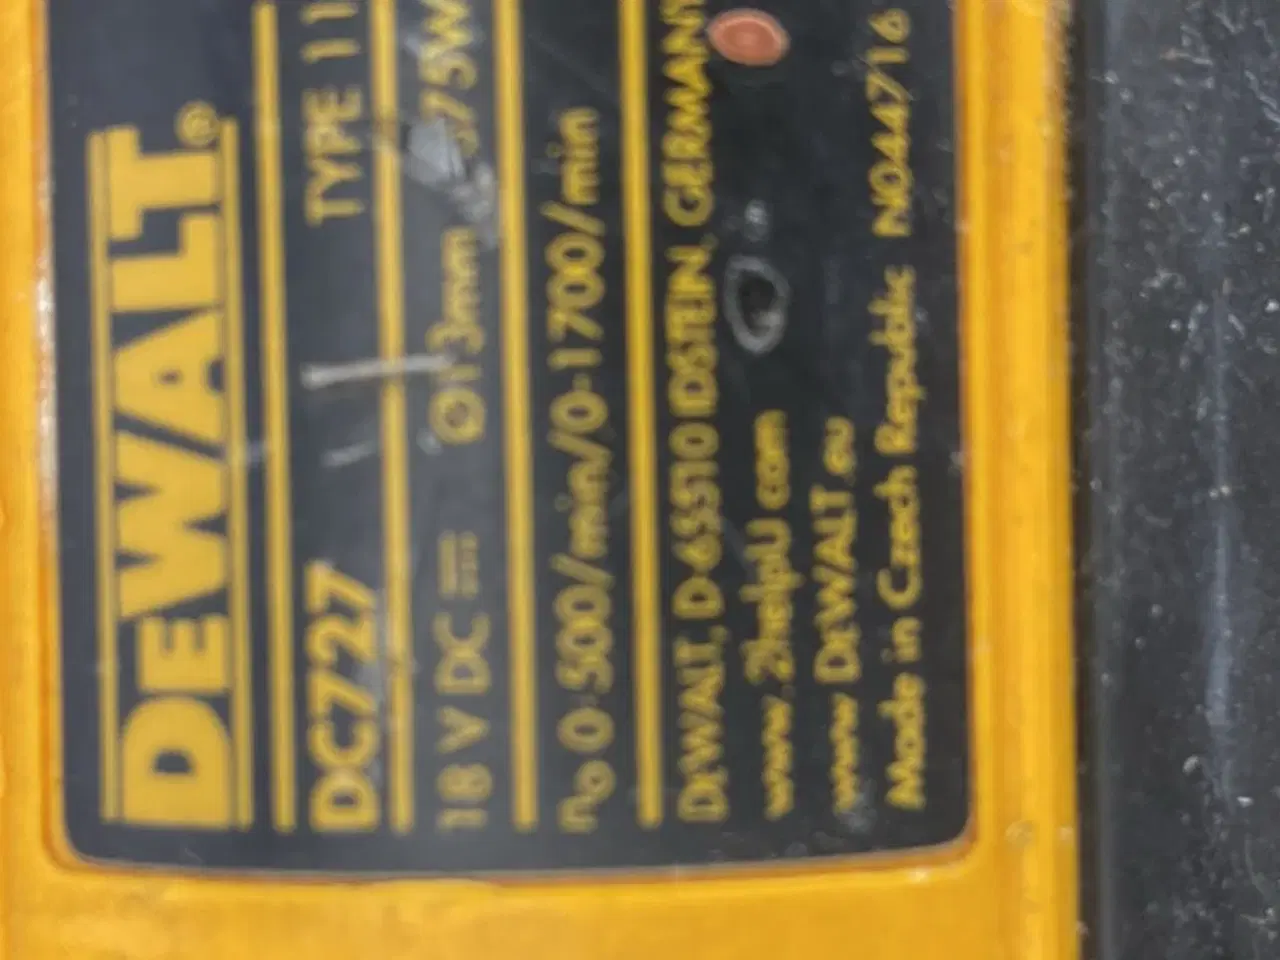 DEWALT®
DC727 TYPE 11
18 V DC ⎓ Ø13mm 375W
n₀ 0-500/min/0-1700/min
DEWALT, D-65510 IDSTEIN, GERMANY
www.2helpU.com
www.DEWALT.eu
Made in Czech Republic N044716